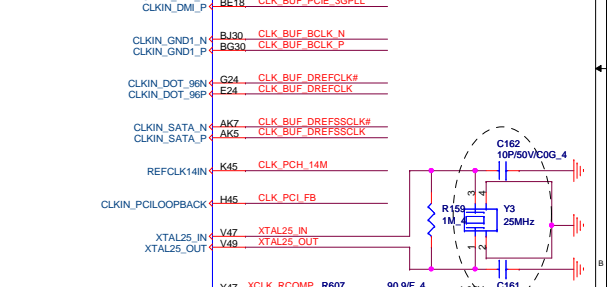 CLKIN_DMI_P BE18 CLK_BUF_PCIE_3GPLL
CLKIN_GND1_N BJ30 CLK_BUF_BCLK_N
CLKIN_GND1_P BG30 CLK_BUF_BCLK_P
CLKIN_DOT_96N G24 CLK_BUF_DREFCLK#
CLKIN_DOT_96P E24 CLK_BUF_DREFCLK
CLKIN_SATA_N AK7 CLK_BUF_DREFSSCLK#
CLKIN_SATA_P AK5 CLK_BUF_DREFSSCLK
C162
10P/50V/C0G_4
REFCLK14IN K45 CLK_PCH_14M
CLKIN_PCILOOPBACK H45 CLK_PCI_FB
3 4
R159 Y3
1M_4 25MHz
XTAL25_IN V47 XTAL25_IN
XTAL25_OUT V49 XTAL25_OUT
1 2
B
C161
Y47 XCLK_RCOMP R607 90.9/F_4